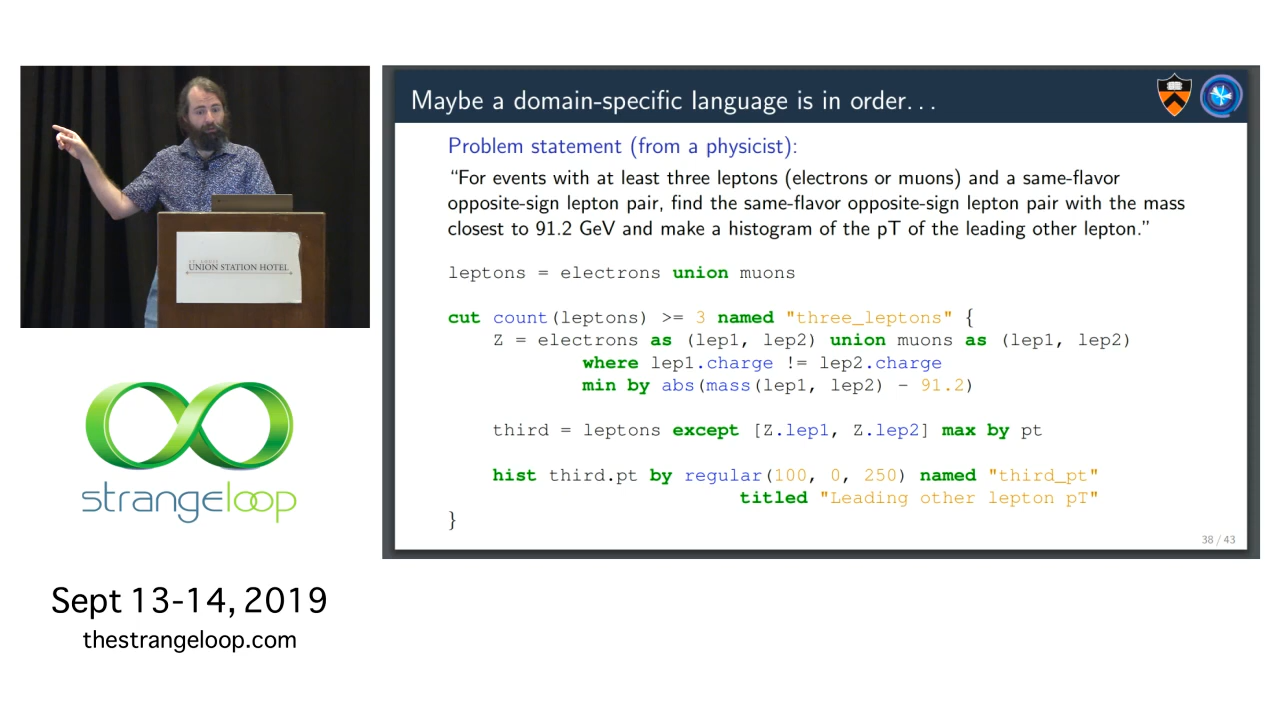 Maybe a domain-specific language is in order...
Problem statement (from a physicist):
“For events with at least three leptons (electrons or muons) and a same-flavor
opposite-sign lepton pair, find the same-flavor opposite-sign lepton pair with the mass
closest to 91.2 GeV and make a histogram of the pT of the leading other lepton.”
leptons = electrons union muons
cut count(leptons) >= 3 named "three_leptons" {
Z = electrons as (lep1, lep2) union muons as (lep1, lep2)
where lep1.charge != lep2.charge
min by abs(mass(lep1, lep2) - 91.2)
third = leptons except [Z.lep1, Z.lep2] max by pt
hist third.pt by regular(100, 0, 250) named "third_pt"
titled "Leading other lepton pT"
}
38 / 43
UNION STATION HOTEL
strangeloop
Sept 13-14, 2019
thestrangeloop.com